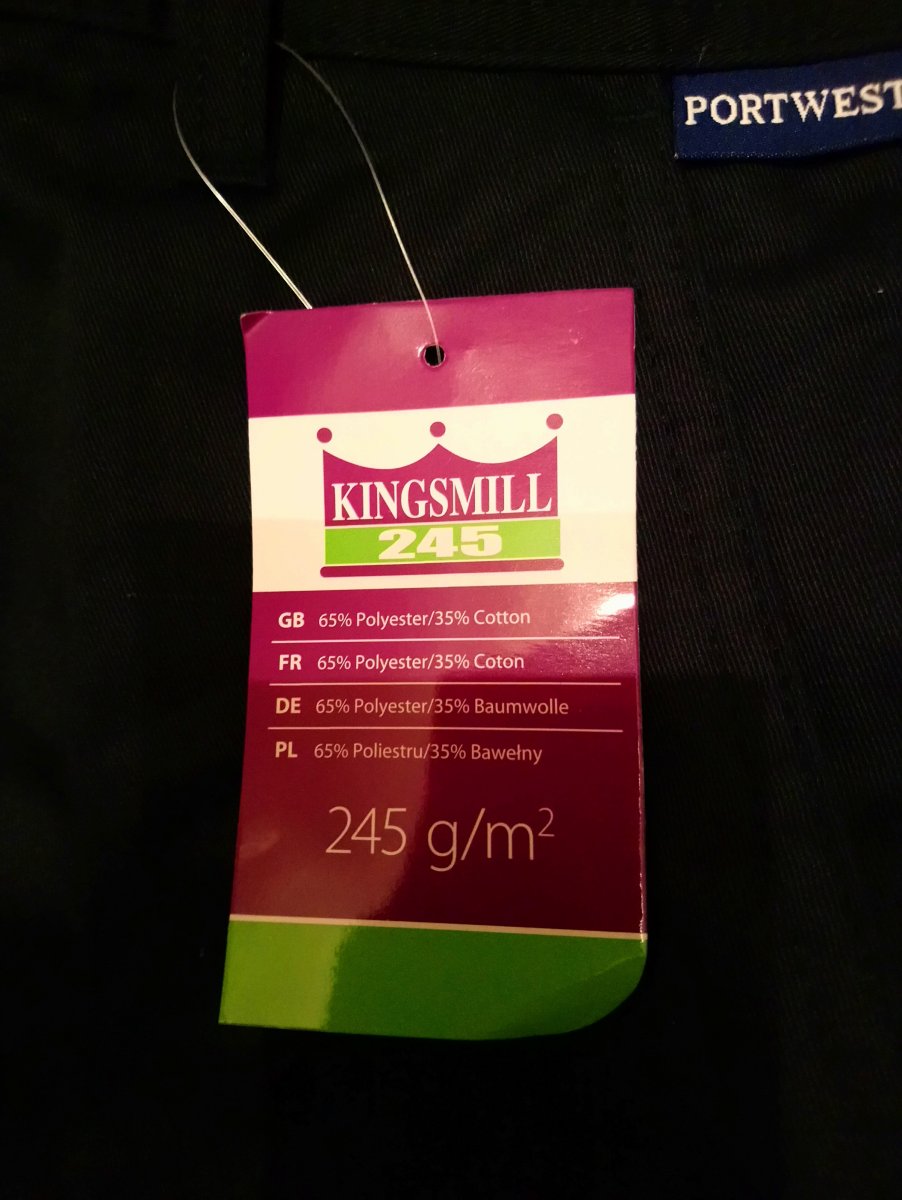 PORTWEST
KINGSMILL
245
GB 65% Polyester/35% Cotton
FR 65% Polyester/35% Coton
DE 65% Polyester/35% Baumwolle
PL 65% Poliestru/35% Bawełny
245 g/m²